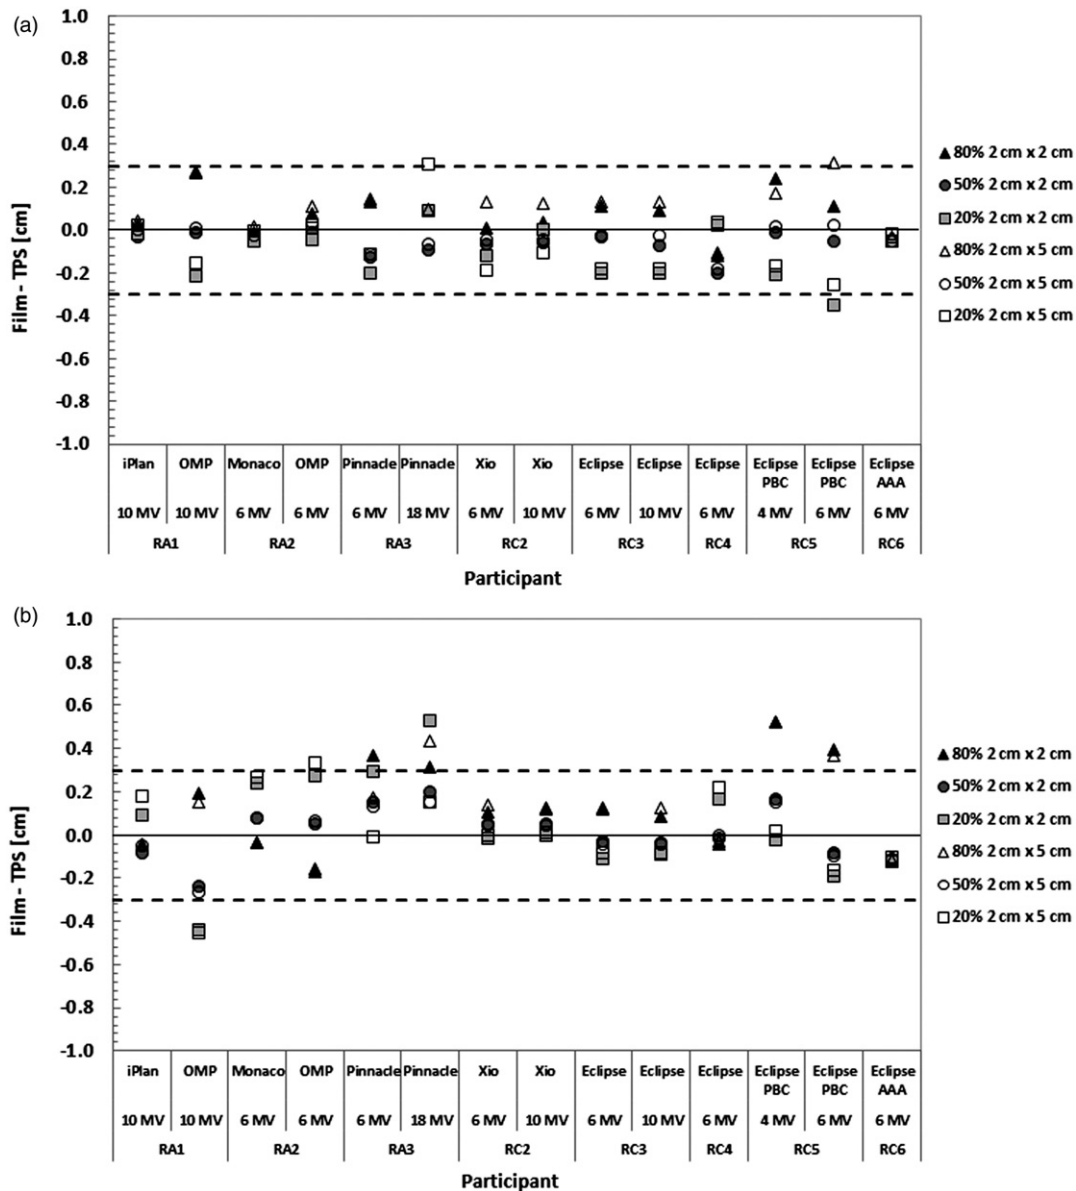 (a)
1.0
0.8
0.6
0.4
0.2
0.0
-0.2
-0.4
-0.6
-0.8
-1.0
Film - TPS [cm]
80% 2 cm x 2 cm
50% 2 cm x 2 cm
20% 2 cm x 2 cm
80% 2 cm x 5 cm
50% 2 cm x 5 cm
20% 2 cm x 5 cm
iPlan OMP Monaco OMP Pinnacle Pinnacle Xio Xio Eclipse Eclipse Eclipse Eclipse Eclipse Eclipse
PBC PBC AAA
10 MV 10 MV 6 MV 6 MV 6 MV 18 MV 6 MV 10 MV 6 MV 10 MV 6 MV 4 MV 6 MV 6 MV
RA1 RA2 RA3 RC2 RC3 RC4 RC5 RC6
Participant
(b)
1.0
0.8
0.6
0.4
0.2
0.0
-0.2
-0.4
-0.6
-0.8
-1.0
Film - TPS [cm]
80% 2 cm x 2 cm
50% 2 cm x 2 cm
20% 2 cm x 2 cm
80% 2 cm x 5 cm
50% 2 cm x 5 cm
20% 2 cm x 5 cm
iPlan OMP Monaco OMP Pinnacle Pinnacle Xio Xio Eclipse Eclipse Eclipse Eclipse Eclipse Eclipse
PBC PBC AAA
10 MV 10 MV 6 MV 6 MV 6 MV 18 MV 6 MV 10 MV 6 MV 10 MV 6 MV 4 MV 6 MV 6 MV
RA1 RA2 RA3 RC2 RC3 RC4 RC5 RC6
Participant